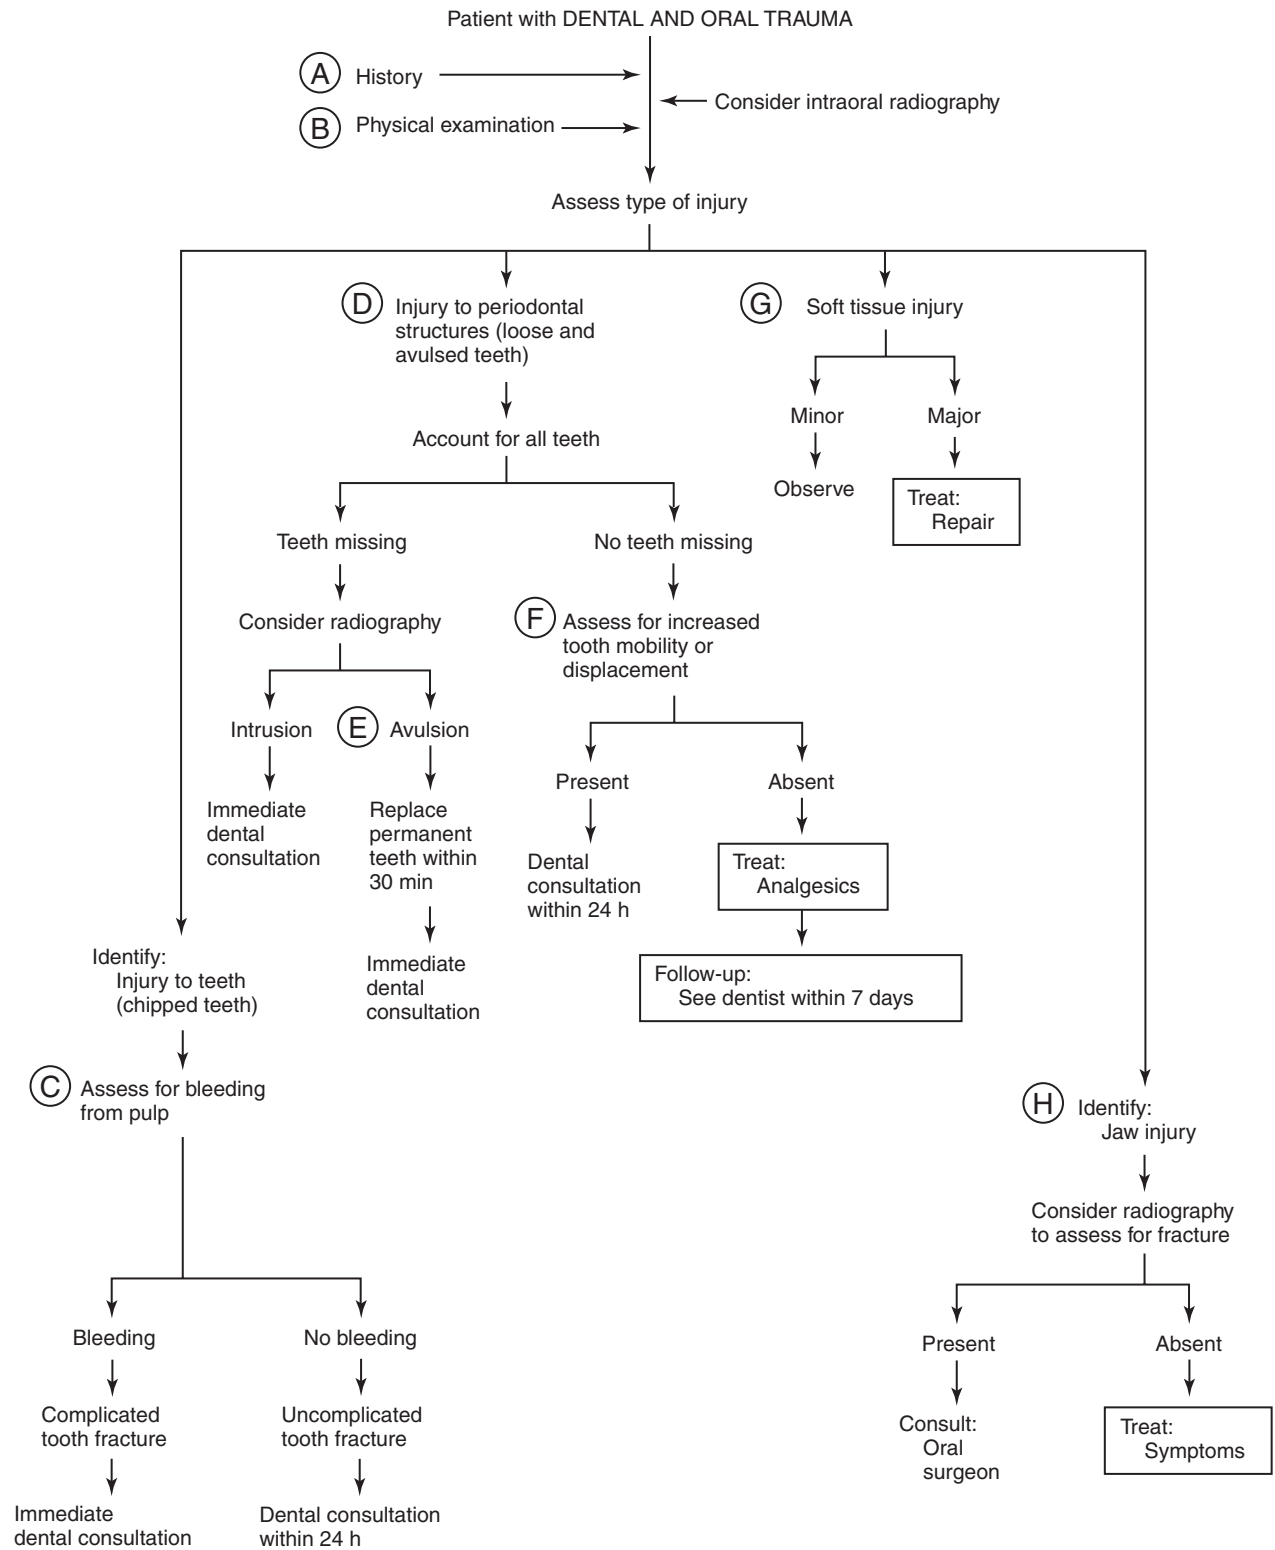 Patient with DENTAL AND ORAL TRAUMA
A History
Consider intraoral radiography
B Physical examination
Assess type of injury
D Injury to periodontal
structures (loose and
avulsed teeth)
Account for all teeth
Teeth missing
No teeth missing
Consider radiography
F Assess for increased
tooth mobility or
displacement
Intrusion
E Avulsion
Immediate
dental
consultation
Replace
permanent
teeth within
30 min
Immediate
dental
consultation
Present
Absent
Dental
consultation
within 24 h
Treat:
Analgesics
Follow-up:
See dentist within 7 days
G Soft tissue injury
Minor
Major
Observe
Treat:
Repair
Identify:
Injury to teeth
(chipped teeth)
C Assess for bleeding
from pulp
Bleeding
No bleeding
Complicated
tooth fracture
Uncomplicated
tooth fracture
Immediate
dental consultation
Dental consultation
within 24 h
H Identify:
Jaw injury
Consider radiography
to assess for fracture
Present
Absent
Consult:
Oral
surgeon
Treat:
Symptoms